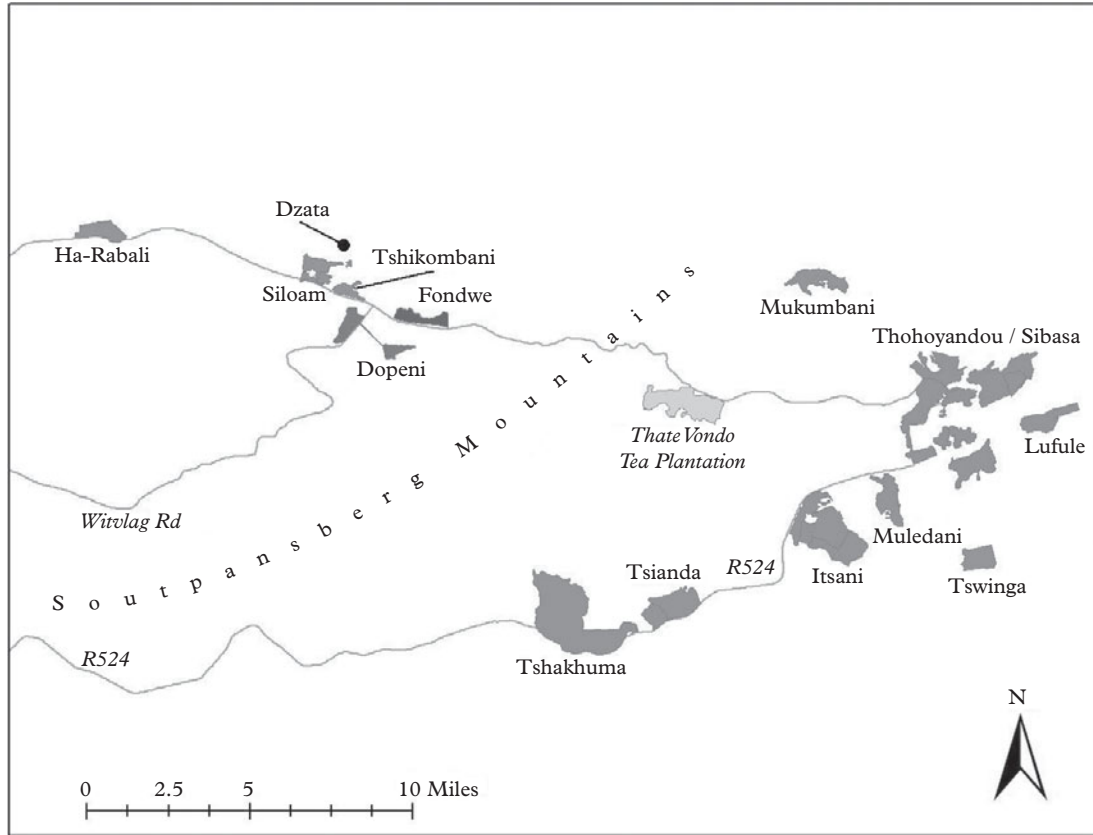 Dzata
Tshikombani
Ha-Rabali
Siloam
Fondwe
Mukumbani
Thohoyandou / Sibasa
Dopeni
Thate Vondo
Tea Plantation
Lufule
Soutpansberg Mountains
Witvlag Rd
Muledani
R524
Itsani
Tsianda
Tswinga
R524
Tshakhuma
N
0 2.5 5 10 Miles